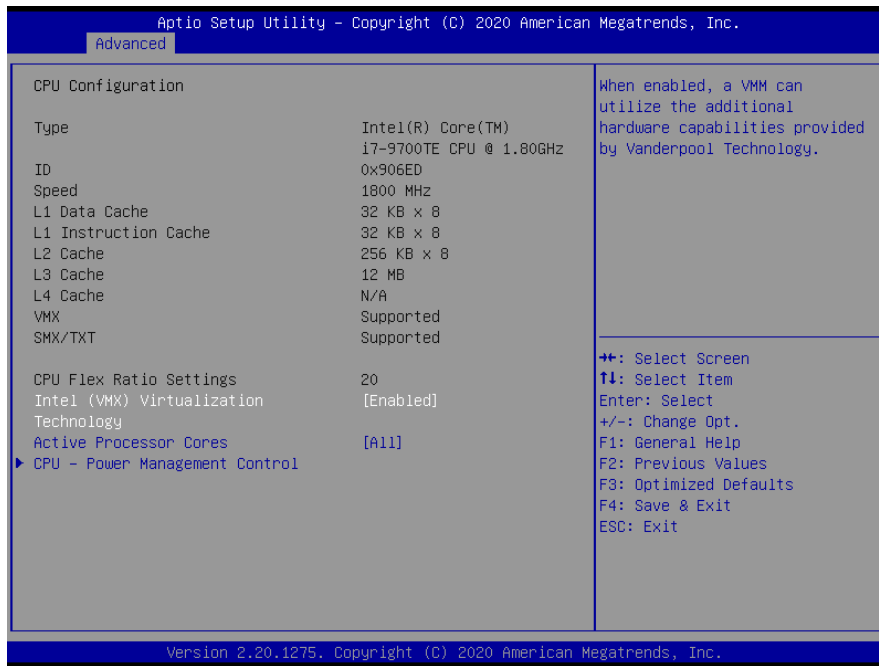 Aptio Setup Utility – Copyright (C) 2020 American Megatrends, Inc.
Advanced
CPU Configuration
Type Intel(R) Core(TM)
i7-9700TE CPU @ 1.80GHz
ID 0x906ED
Speed 1800 MHz
L1 Data Cache 32 KB x 8
L1 Instruction Cache 32 KB x 8
L2 Cache 256 KB x 8
L3 Cache 12 MB
L4 Cache N/A
VMX Supported
SMX/TXT Supported
CPU Flex Ratio Settings 20
Intel (VMX) Virtualization [Enabled]
Technology
Active Processor Cores [All]
CPU – Power Management Control
When enabled, a VMM can
utilize the additional
hardware capabilities provided
by Vanderpool Technology.
→←: Select Screen
↑↓: Select Item
Enter: Select
+/-: Change Opt.
F1: General Help
F2: Previous Values
F3: Optimized Defaults
F4: Save & Exit
ESC: Exit
Version 2.20.1275. Copyright (C) 2020 American Megatrends, Inc.